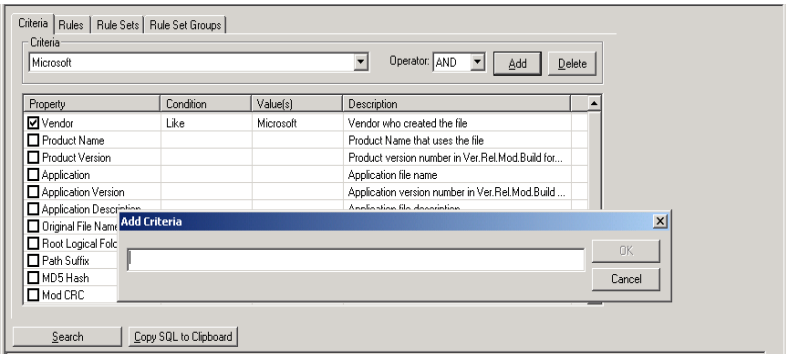 Criteria Rules Rule Sets Rule Set Groups
Criteria
Microsoft Operator: AND Add Delete
Property Condition Value(s) Description
Vendor Like Microsoft Vendor who created the file
Product Name Product Name that uses the file
Product Version Product version number in Ver.Rel.Mod.Build for...
Application Application file name
Application Version Application version number in Ver.Rel.Mod.Build ...
Application Description Application file description
Original File Name
Add Criteria
Root Logical Fold
OK
Path Suffix
MD5 Hash
Cancel
Mod CRC
Search Copy SQL to Clipboard